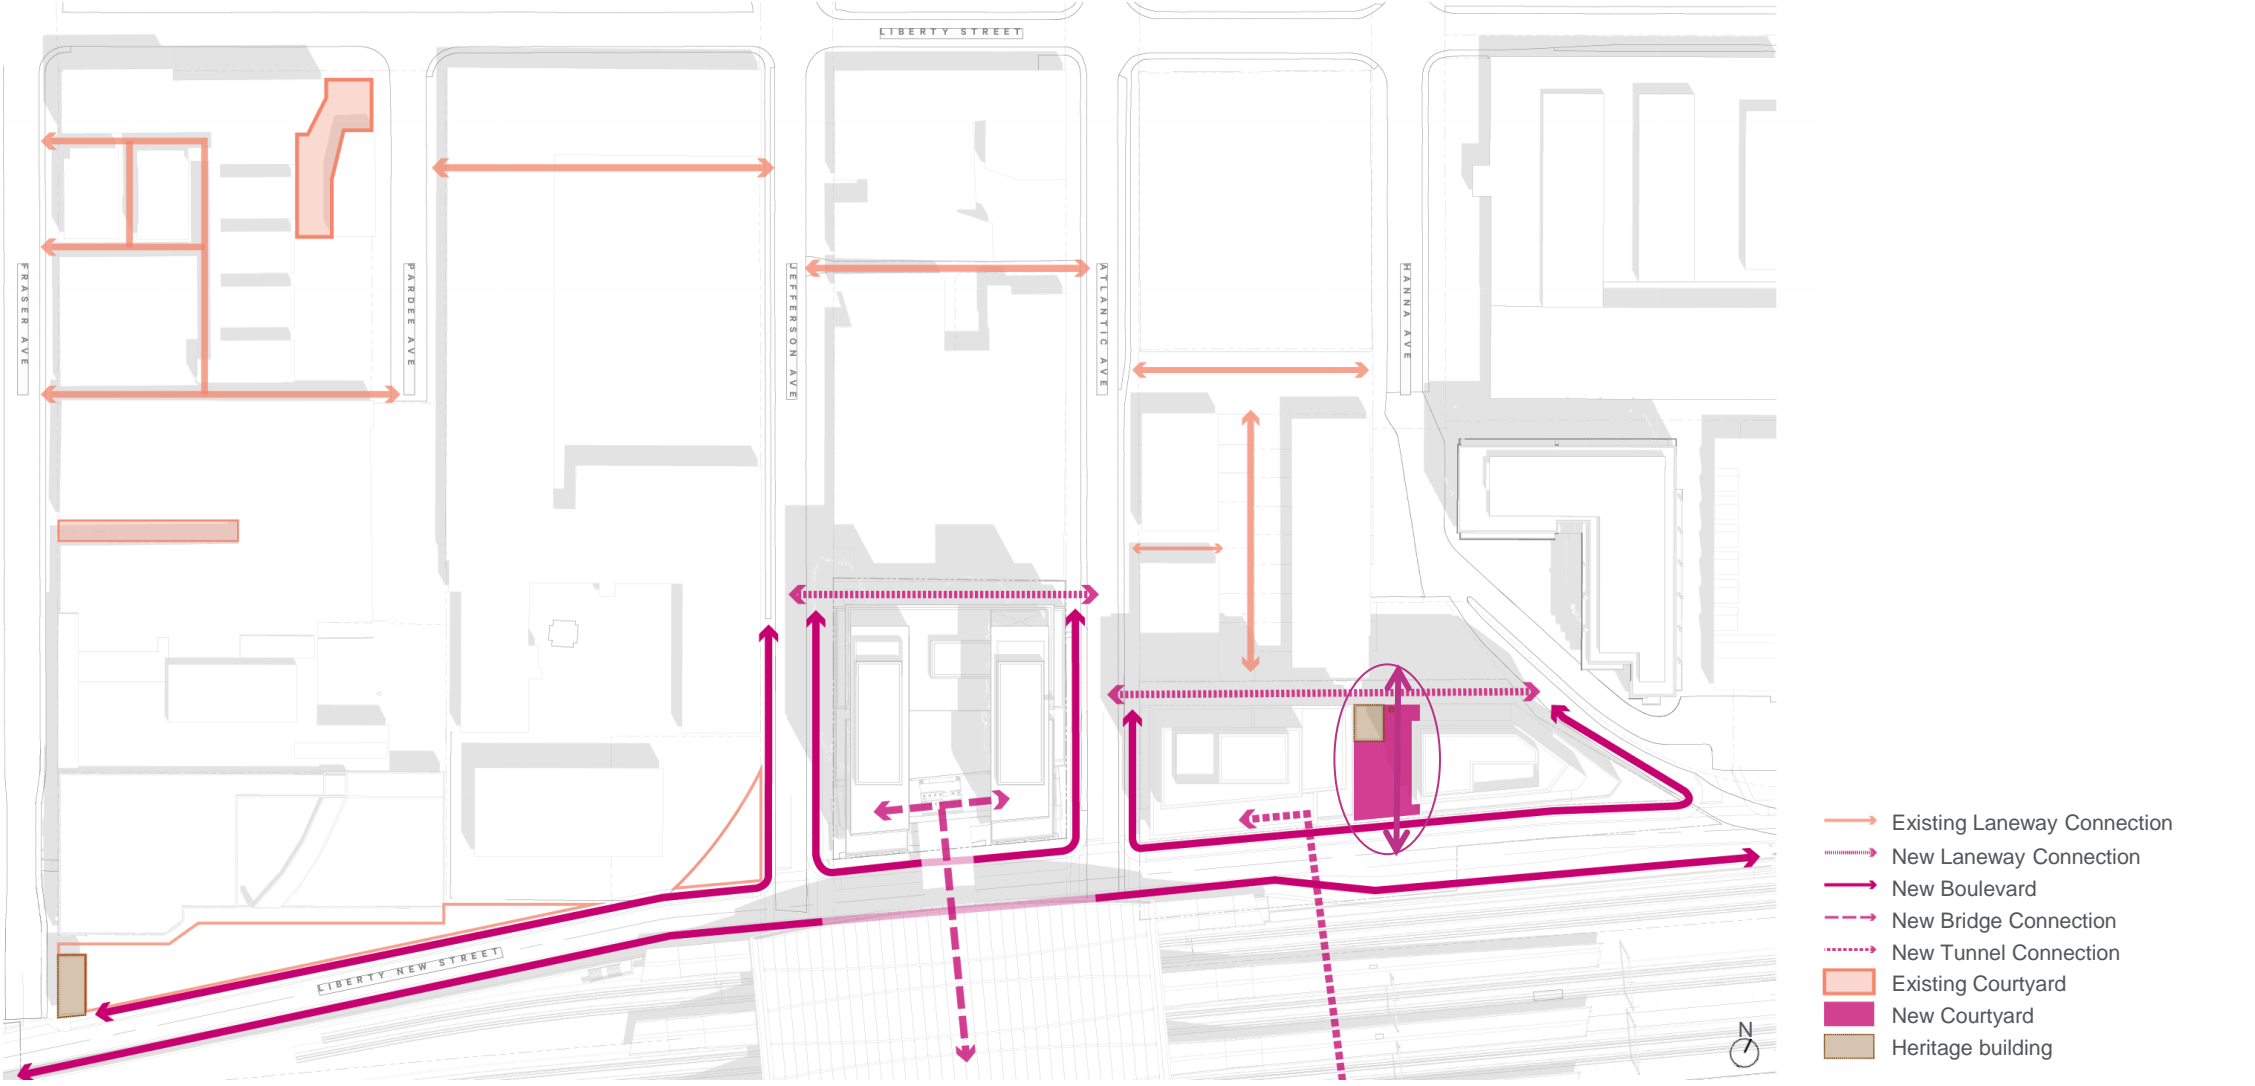 LIBERTY STREET
FRASER AVE
PARDEE AVE
JEFFERSON AVE
ATLANTIC AVE
HANNA AVE
LIBERTY NEW STREET
N
Existing Laneway Connection
New Laneway Connection
New Boulevard
New Bridge Connection
New Tunnel Connection
Existing Courtyard
New Courtyard
Heritage building